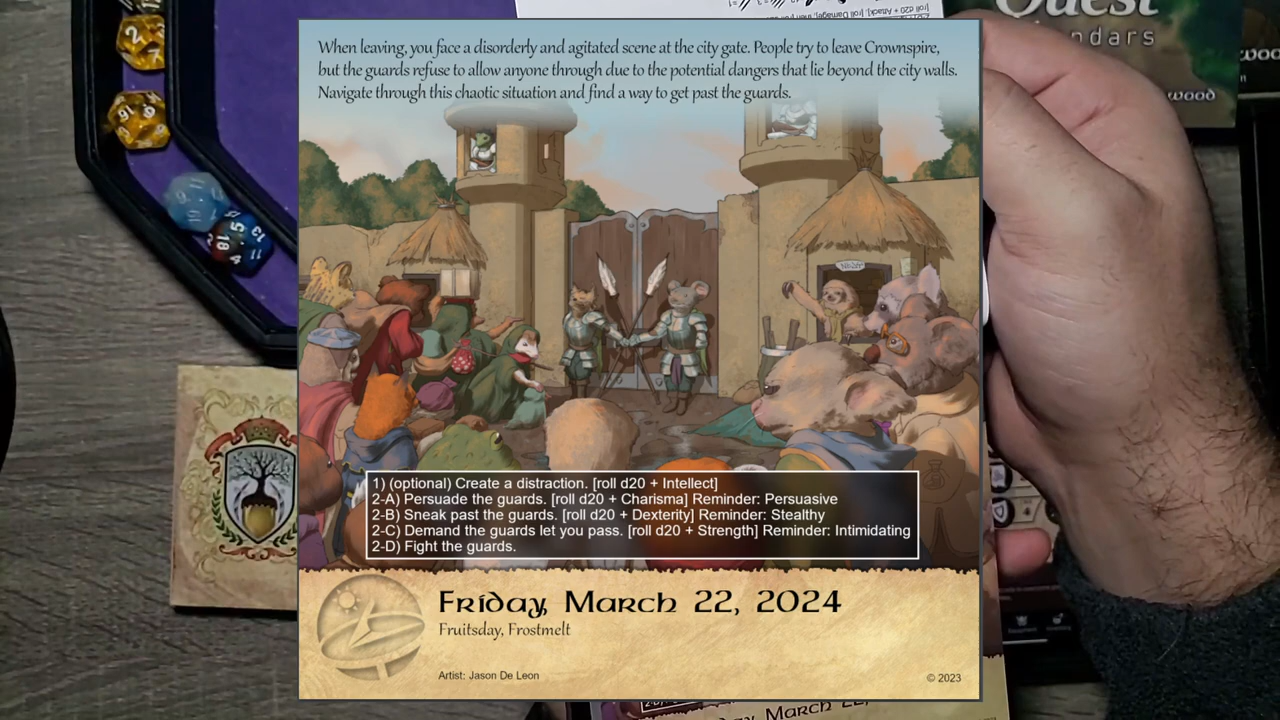 Quest
ndars
wood
When leaving, you face a disorderly and agitated scene at the city gate. People try to leave Crownspire,
but the guards refuse to allow anyone through due to the potential dangers that lie beyond the city walls.
Navigate through this chaotic situation and find a way to get past the guards.
1) (optional) Create a distraction. [roll d20 + Intellect]
2-A) Persuade the guards. [roll d20 + Charisma] Reminder: Persuasive
2-B) Sneak past the guards. [roll d20 + Dexterity] Reminder: Stealthy
2-C) Demand the guards let you pass. [roll d20 + Strength] Reminder: Intimidating
2-D) Fight the guards.
Friday, March 22, 2024
Fruitsday, Frostmelt
Artist: Jason De Leon
© 2023
March 22,